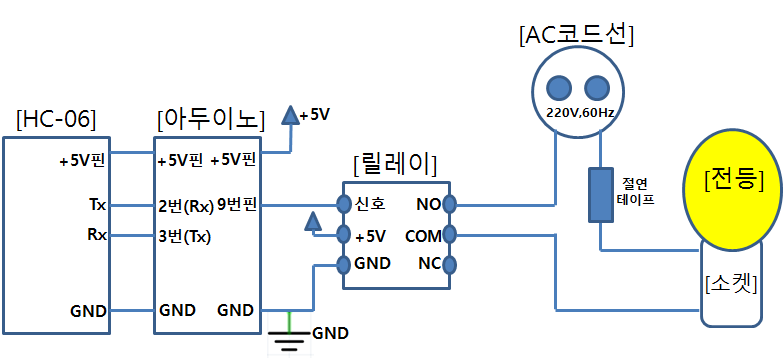 [AC코드선]
220V,60Hz
[HC-06]
[아두이노]
+5V
+5V핀
+5V핀
+5V핀
[릴레이]
[전등]
절연
테이프
Tx
2번(Rx)
9번핀
신호
NO
Rx
3번(Tx)
+5V
COM
GND
NC
[소켓]
GND
GND
GND
GND